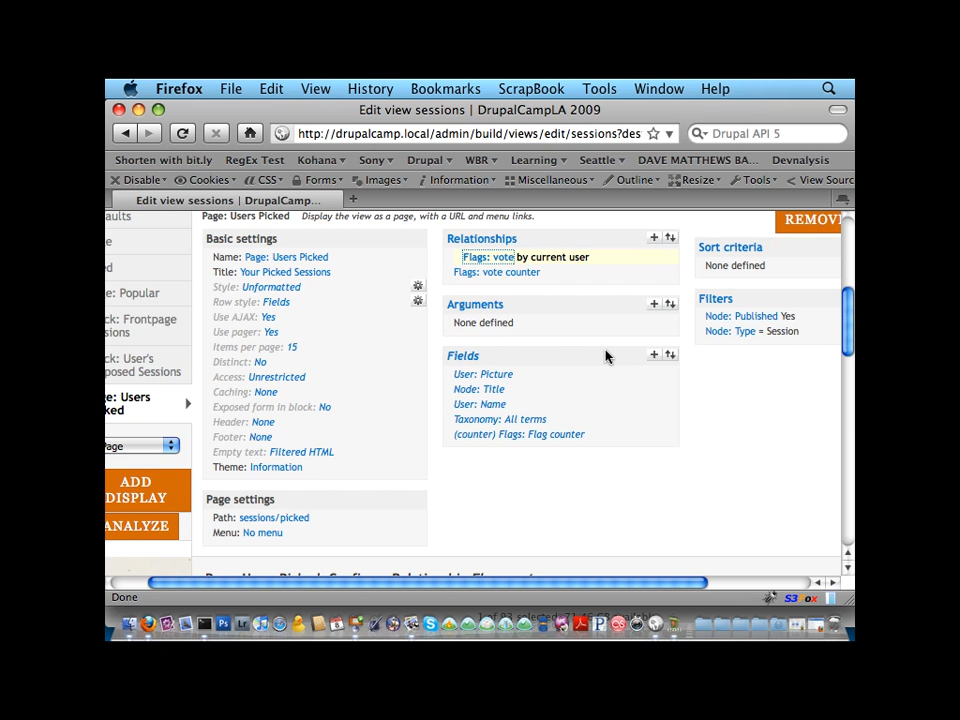 Firefox File Edit View History Bookmarks ScrapBook Tools Window Help
Edit view sessions | DrupalCampLA 2009
http://drupalcamp.local/admin/build/views/edit/sessions?des
Drupal API 5
Shorten with bit.ly RegEx Test Kohana Sony Drupal WBR Learning Seattle DAVE MATTHEWS BA... Devnalysis
Disable Cookies CSS Forms Images Information Miscellaneous Outline Resize Tools View Sourc
Edit view sessions | DrupalCamp...
aults
e
ed
e: Popular
ck: Frontpage
sions
ck: User's
posed Sessions
e: Users
ked
Page
ADD
DISPLAY
ANALYZE
Page: Users Picked Display the view as a page, with a URL and menu links.
REMOV
Basic settings
Name: Page: Users Picked
Title: Your Picked Sessions
Style: Unformatted
Row style: Fields
Use AJAX: Yes
Use pager: Yes
Items per page: 15
Distinct: No
Access: Unrestricted
Caching: None
Exposed form in block: No
Header: None
Footer: None
Empty text: Filtered HTML
Theme: Information
Page settings
Path: sessions/picked
Menu: No menu
Relationships
Flags: vote by current user
Flags: vote counter
Arguments
None defined
Fields
User: Picture
Node: Title
User: Name
Taxonomy: All terms
(counter) Flags: Flag counter
Sort criteria
None defined
Filters
Node: Published Yes
Node: Type = Session
Done
S3Fox